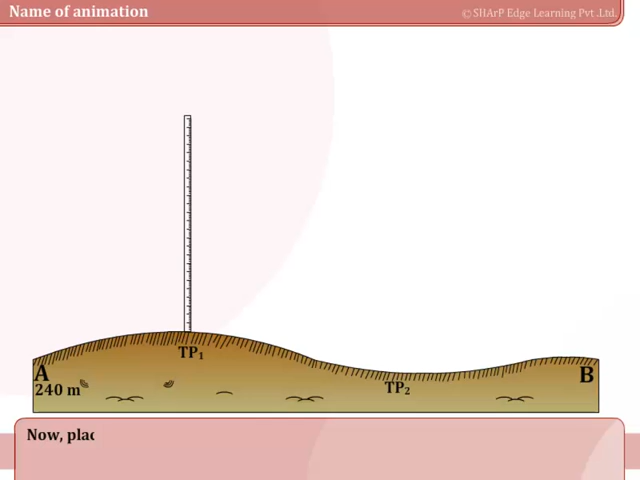 Name of animation
© SHArP Edge Learning Pvt .Ltd.
TP1
A
B
240 m
TP2
Now, plac